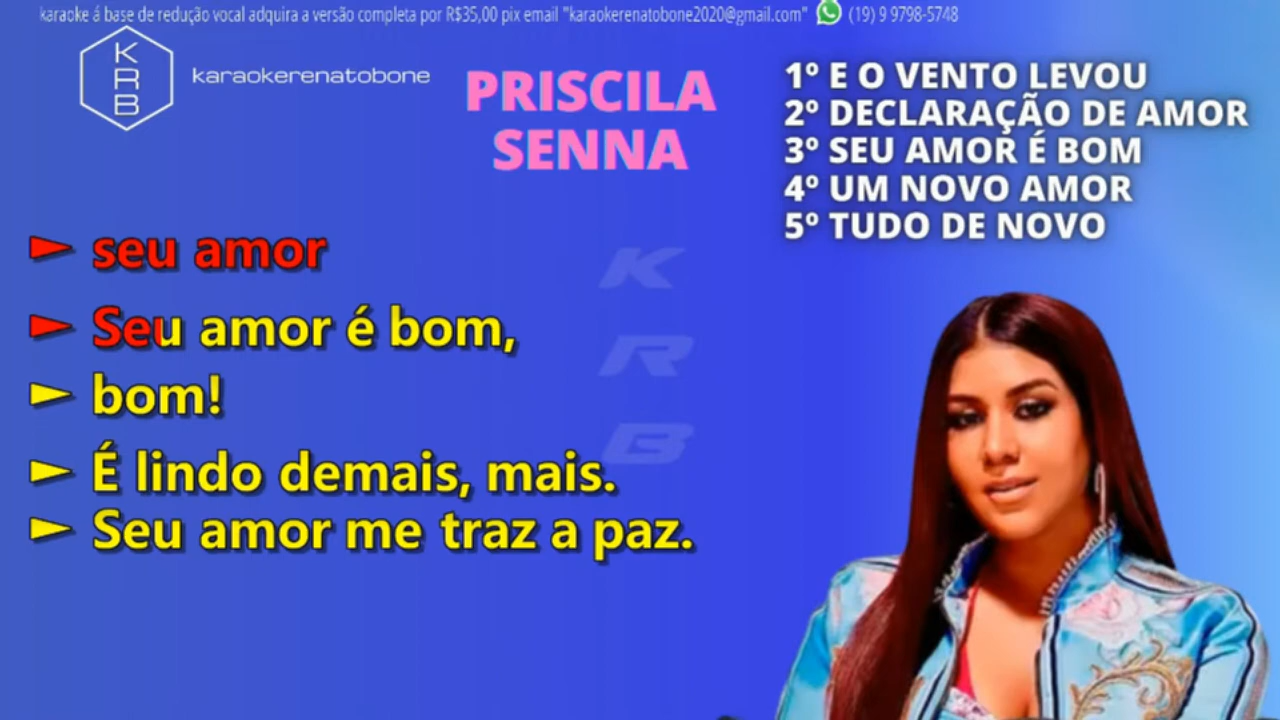 karaoke á base de redução vocal adquira a versão completa por R$35,00 pix email "karaokerenatobone2020@gmail.com" (19) 9 9798-5748
K
R
B
karaokerenatobone
PRISCILA
SENNA
1º E O VENTO LEVOU
2º DECLARAÇÃO DE AMOR
3º SEU AMOR É BOM
4º UM NOVO AMOR
5º TUDO DE NOVO
seu amor
Seu amor é bom,
bom!
É lindo demais, mais.
Seu amor me traz a paz.
K
R
B